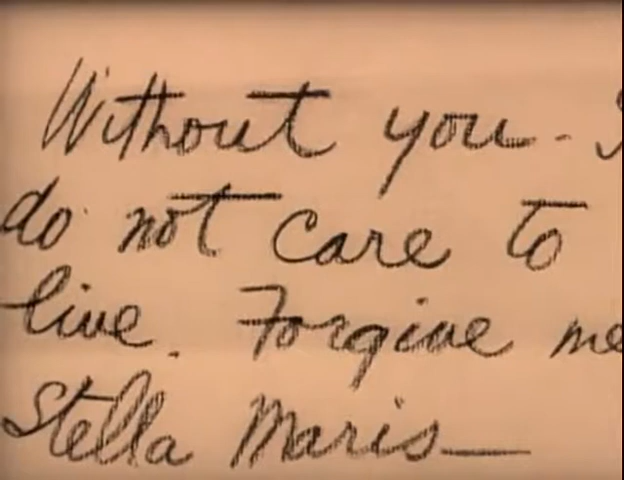 Without you - I
do not care to
live. Forgive me
Stella Maris—